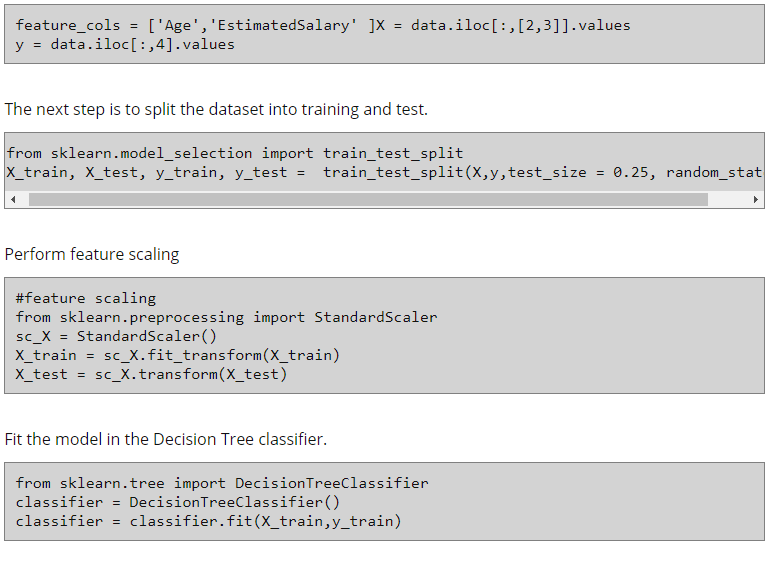 feature_cols = ['Age','EstimatedSalary' ]X = data.iloc[:,[2,3]].values
y = data.iloc[:,4].values
The next step is to split the dataset into training and test.
from sklearn.model_selection import train_test_split
X_train, X_test, y_train, y_test =  train_test_split(X,y,test_size = 0.25, random_stat
Perform feature scaling
#feature scaling
from sklearn.preprocessing import StandardScaler
sc_X = StandardScaler()
X_train = sc_X.fit_transform(X_train)
X_test = sc_X.transform(X_test)
Fit the model in the Decision Tree classifier.
from sklearn.tree import DecisionTreeClassifier
classifier = DecisionTreeClassifier()
classifier = classifier.fit(X_train,y_train)